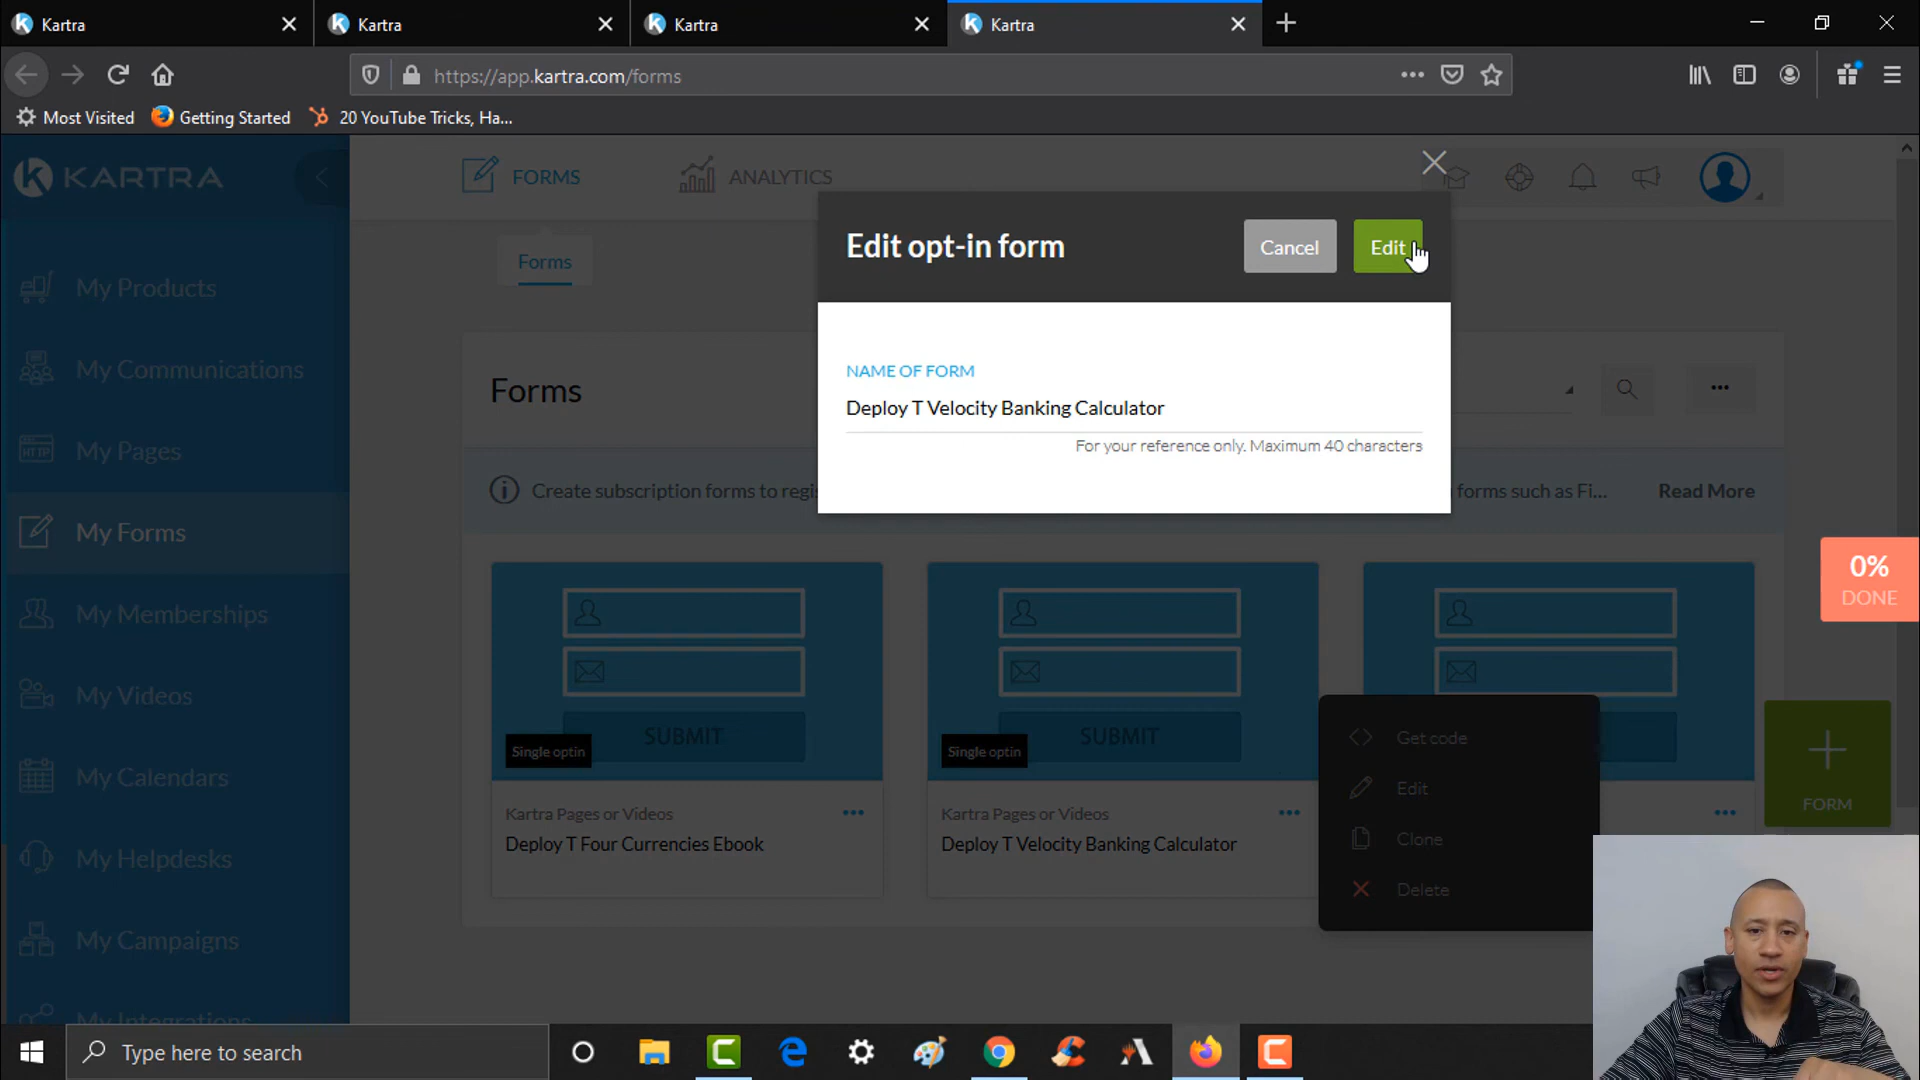 Kartra
Kartra
Kartra
Kartra
https://app.kartra.com/forms
Most Visited
Getting Started
20 YouTube Tricks, Ha...
KARTRA
FORMS
ANALYTICS
Forms
Edit opt-in form
Cancel
Edit
NAME OF FORM
Deploy T Velocity Banking Calculator
For your reference only. Maximum 40 characters
My Products
My Communications
My Pages
My Forms
My Memberships
My Videos
My Calendars
My Helpdesks
My Campaigns
My Integrations
Forms
Create subscription forms to regi
forms such as Fi...
Read More
0%
DONE
SUBMIT
Single optin
Kartra Pages or Videos
Deploy T Four Currencies Ebook
SUBMIT
Single optin
Kartra Pages or Videos
Deploy T Velocity Banking Calculator
Get code
Edit
Clone
Delete
FORM
Type here to search